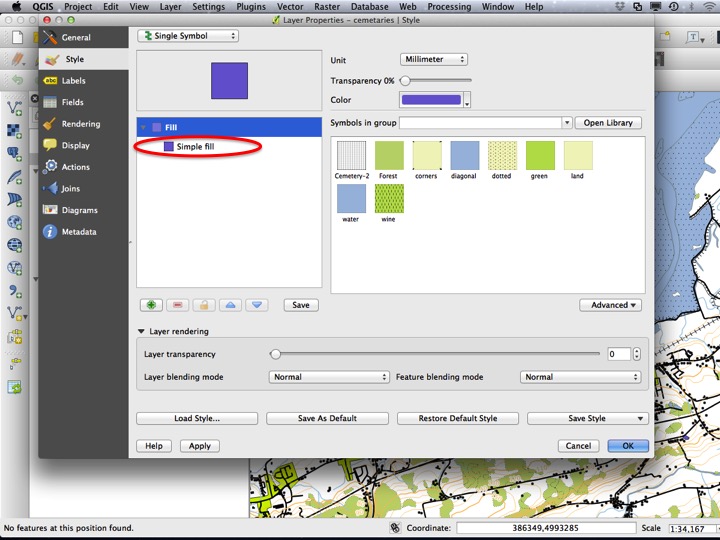 QGIS Project Edit View Layer Settings Plugins Vector Raster Database Web Processing Window Help
Layer Properties - cemetaries | Style
General
Style
Labels
Fields
Rendering
Display
Actions
Joins
Diagrams
Metadata
abc
Single Symbol
Fill
Simple fill
Save
Unit Millimeter
Transparency 0%
Color
Symbols in group Open Library
Cemetery-2 Forest corners diagonal dotted green land
water wine
Advanced
Layer rendering
Layer transparency 0
Layer blending mode Normal Feature blending mode Normal
Load Style... Save As Default Restore Default Style Save Style
Help Apply Cancel OK
No features at this position found. Coordinate: 386349,4993285 Scale 1:34,167